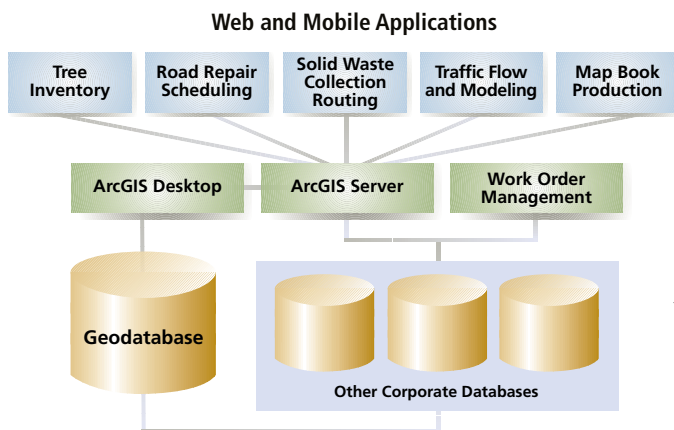 Web and Mobile Applications
Tree
Inventory
Road Repair
Scheduling
Solid Waste
Collection
Routing
Traffic Flow
and Modeling
Map Book
Production
ArcGIS Desktop
ArcGIS Server
Work Order
Management
Geodatabase
Other Corporate Databases